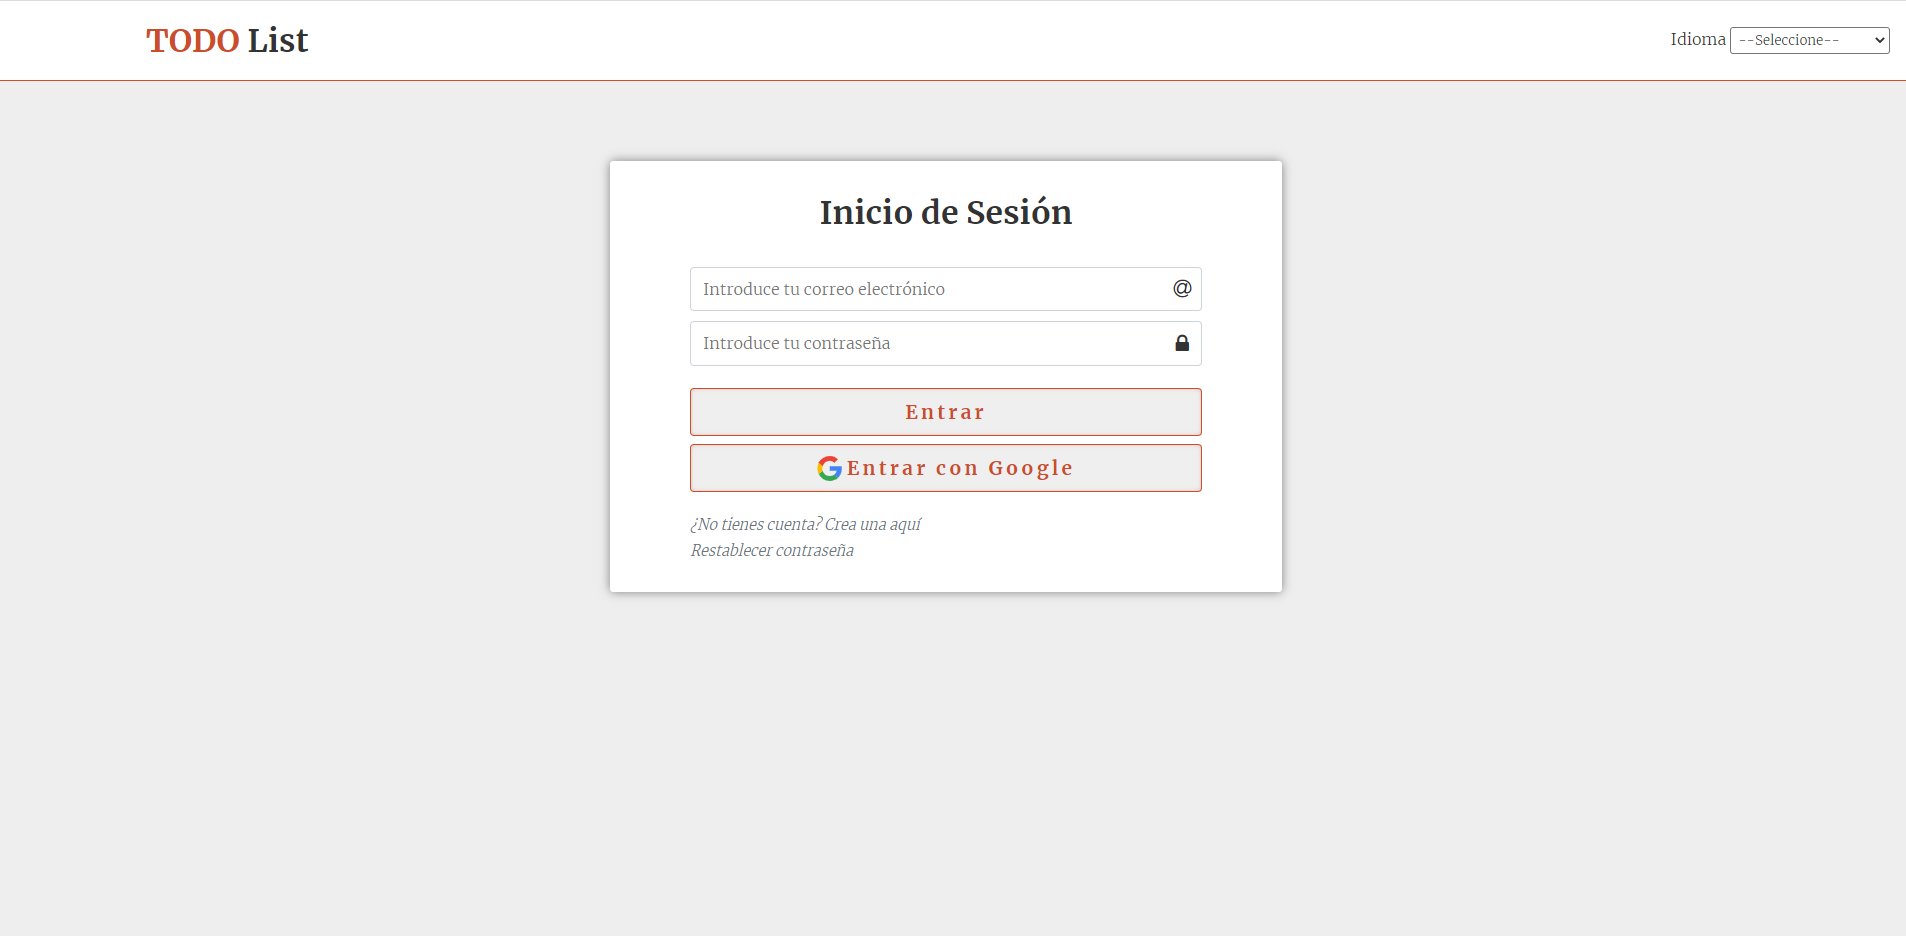 TODO List
Idioma --Seleccione--
Inicio de Sesión
Introduce tu correo electrónico @
Introduce tu contraseña
Entrar
Entrar con Google
¿No tienes cuenta? Crea una aquí
Restablecer contraseña